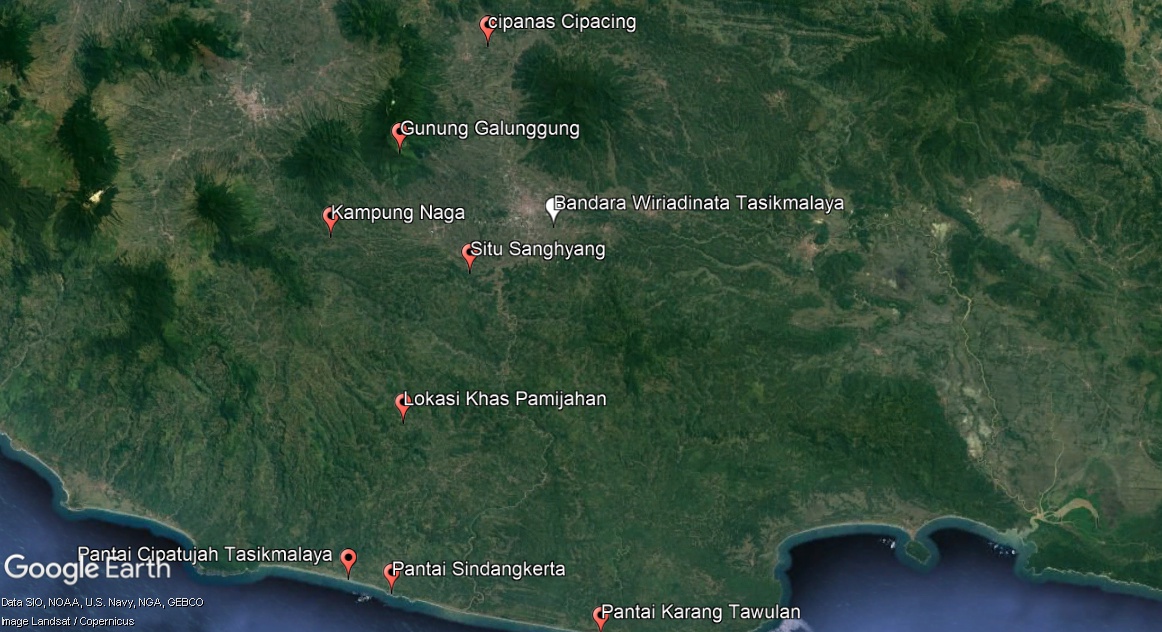 cipanas Cipacing
Gunung Galunggung
Bandara Wiriadinata Tasikmalaya
Kampung Naga
Situ Sanghyang
Lokasi Khas Pamijahan
Pantai Cipatujah Tasikmalaya
Google Earth
Pantai Sindangkerta
Data SIO, NOAA, U.S. Navy, NGA, GEBCO
Pantai Karang Tawulan
Image Landsat / Copernicus